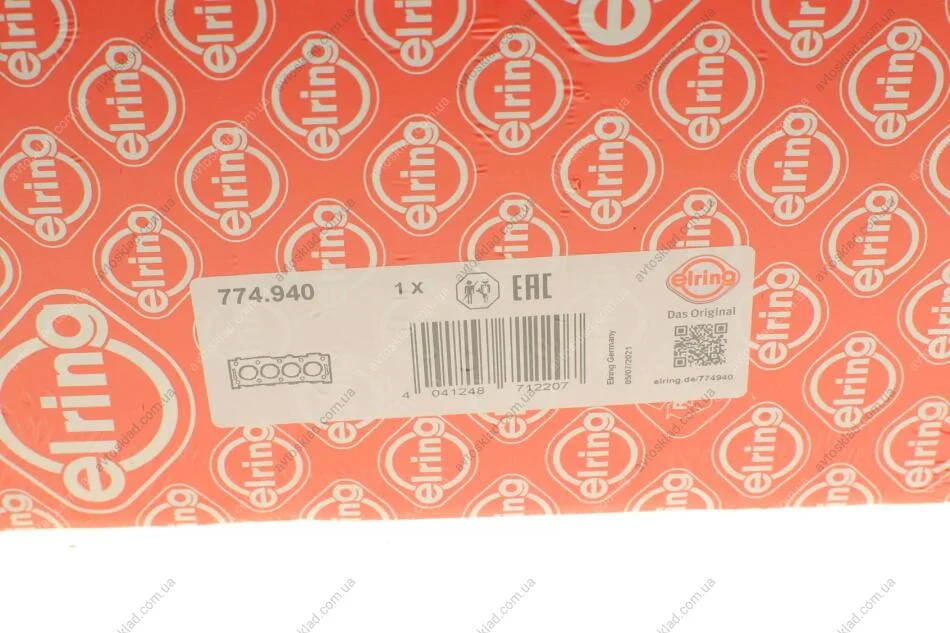 774.940
1 X
EAC
elring
Das Original
4 041248 712207
Elring Germany
05/07/2021
elring.de/774940
elring
avtosklad.com.ua